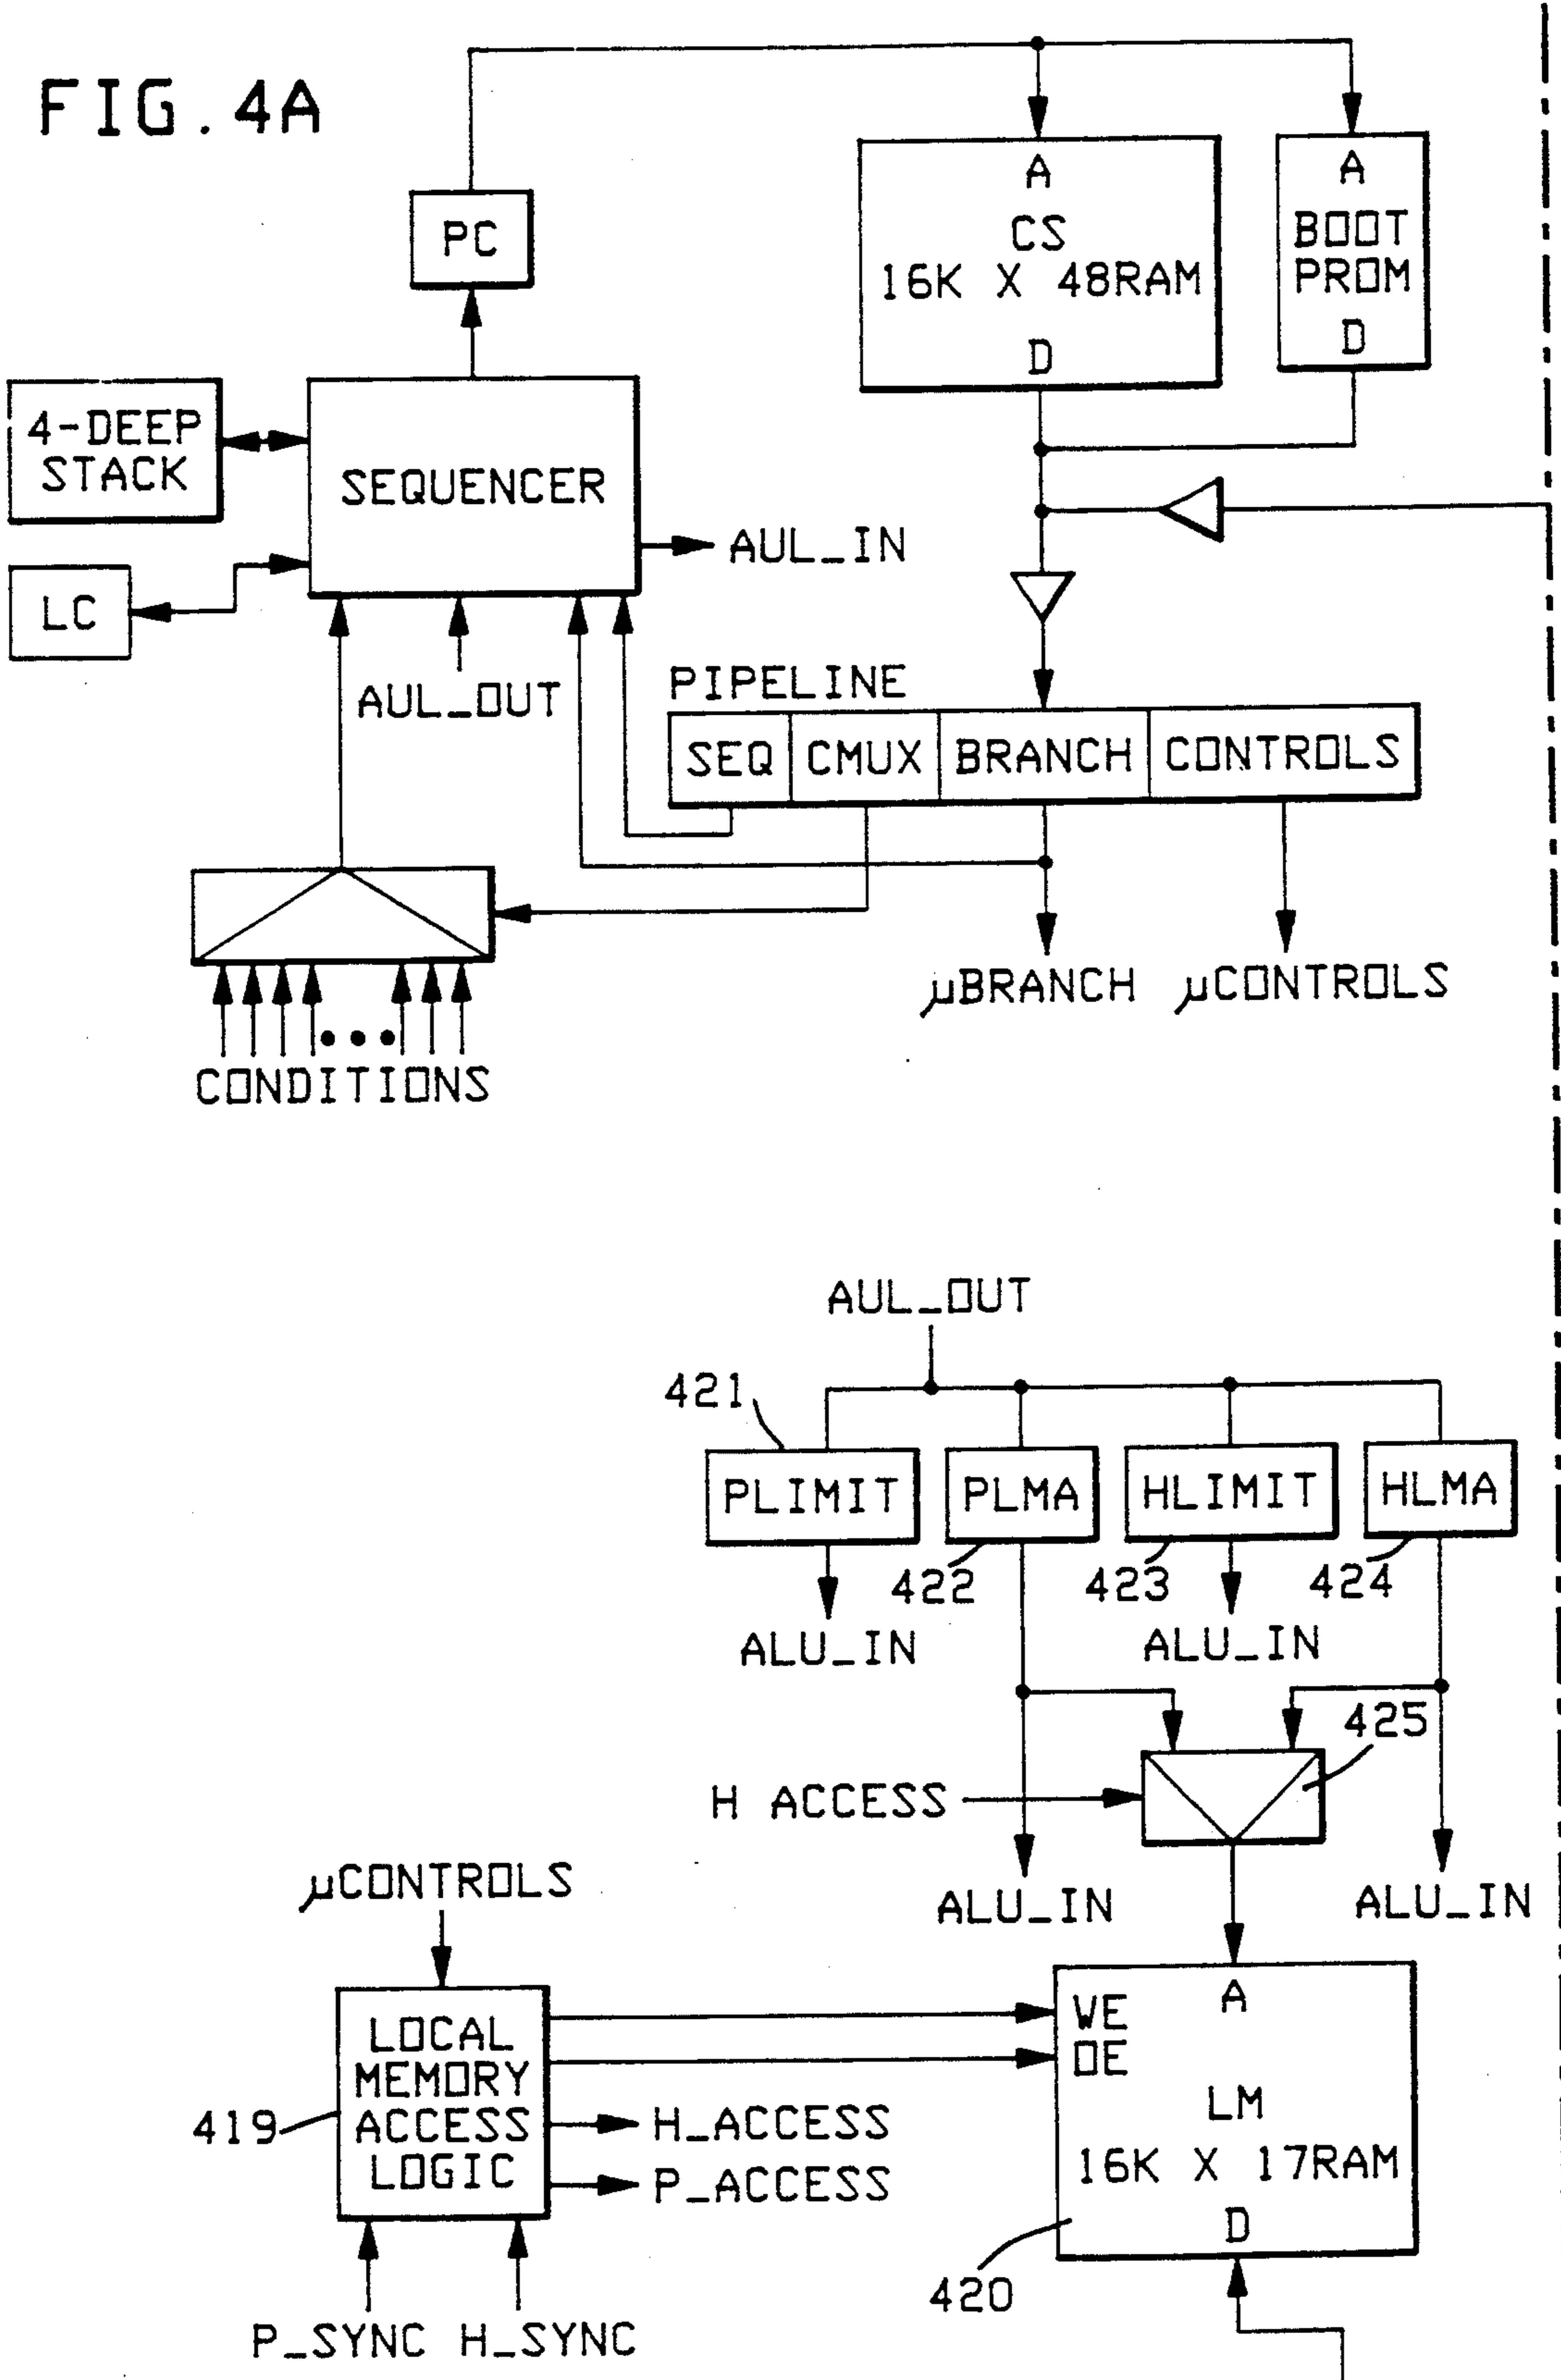 FIG. 4A
PC
A
CS
16K X 48RAM
D
A
BOOT
PROM
D
4-DEEP
STACK
SEQUENCER
AUL_IN
LC
AUL_OUT
PIPELINE
SEQ CMUX BRANCH CONTROLS
µBRANCH µCONTROLS
CONDITIONS
AUL_OUT
421
PLIMIT PLMA HLIMIT HLMA
422 423 424
ALU_IN ALU_IN
425
H ACCESS
ALU_IN ALU_IN
µCONTROLS
LOCAL
MEMORY
ACCESS
LOGIC
419
H_ACCESS
P_ACCESS
WE
OE
A
LM
16K X 17RAM
D
420
P_SYNC H_SYNC